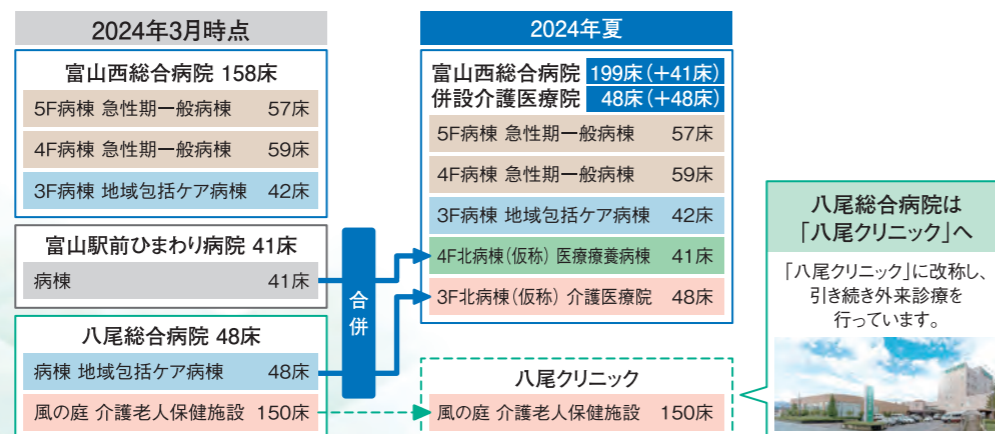 2024年3月時点
富山西総合病院 158床
5F病棟 急性期一般病棟 57床
4F病棟 急性期一般病棟 59床
3F病棟 地域包括ケア病棟 42床
富山駅前ひまわり病院 41床
病棟 41床
八尾総合病院 48床
病棟 地域包括ケア病棟 48床
風の庭 介護老人保健施設 150床
合併
2024年夏
富山西総合病院 199床(+41床)
併設介護医療院 48床(+48床)
5F病棟 急性期一般病棟 57床
4F病棟 急性期一般病棟 59床
3F病棟 地域包括ケア病棟 42床
4F北病棟(仮称) 医療療養病棟 41床
3F北病棟(仮称) 介護医療院 48床
八尾クリニック
風の庭 介護老人保健施設 150床
八尾総合病院は
「八尾クリニック」へ
「八尾クリニック」に改称し、
引き続き外来診療を
行っています。